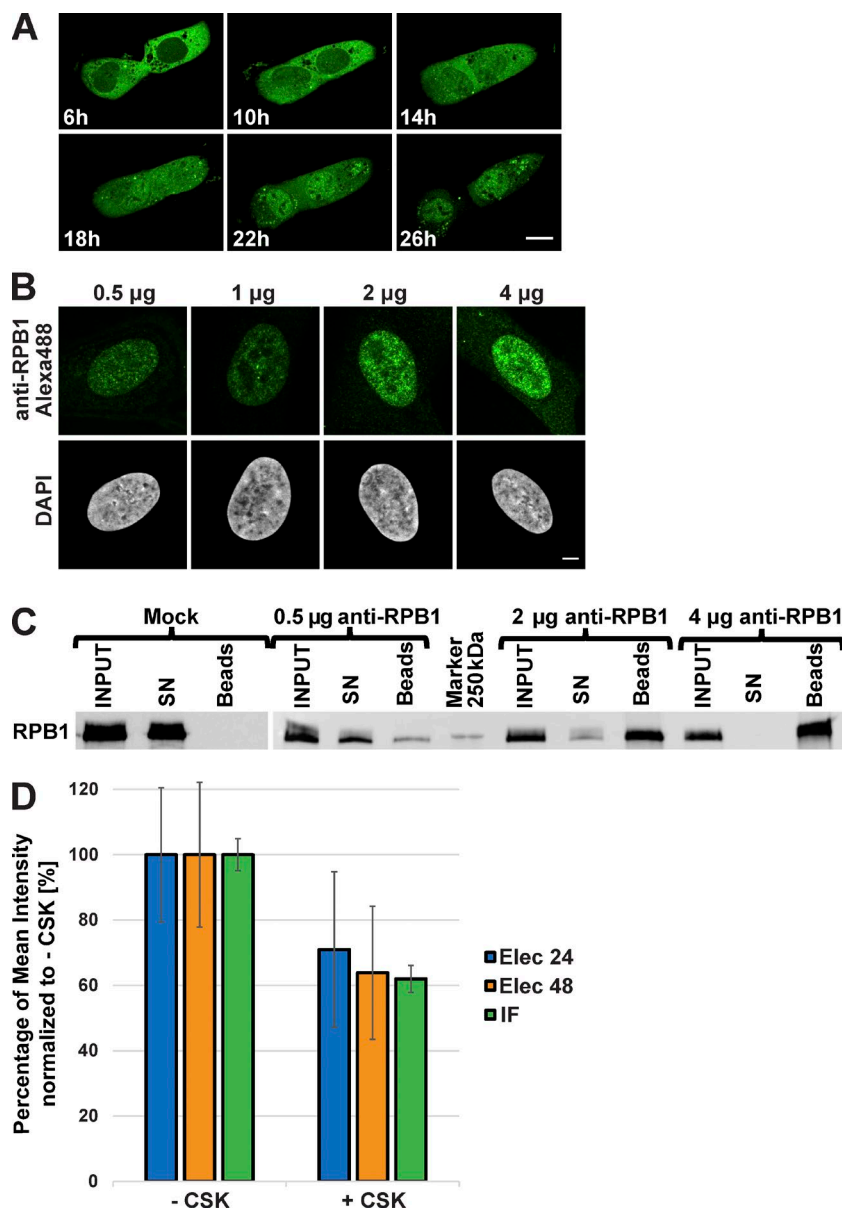 A
6h
10h
14h
18h
22h
26h
B
0.5 µg
1 µg
2 µg
4 µg
anti-RPB1
Alexa488
DAPI
C
Mock
0.5 µg anti-RPB1
2 µg anti-RPB1
4 µg anti-RPB1
INPUT
SN
Beads
INPUT
SN
Beads
Marker
250kDa
INPUT
SN
Beads
INPUT
SN
Beads
RPB1
D
Percentage of Mean Intensity
normalized to - CSK [%]
120
100
80
60
40
20
0
- CSK
+ CSK
Elec 24
Elec 48
IF